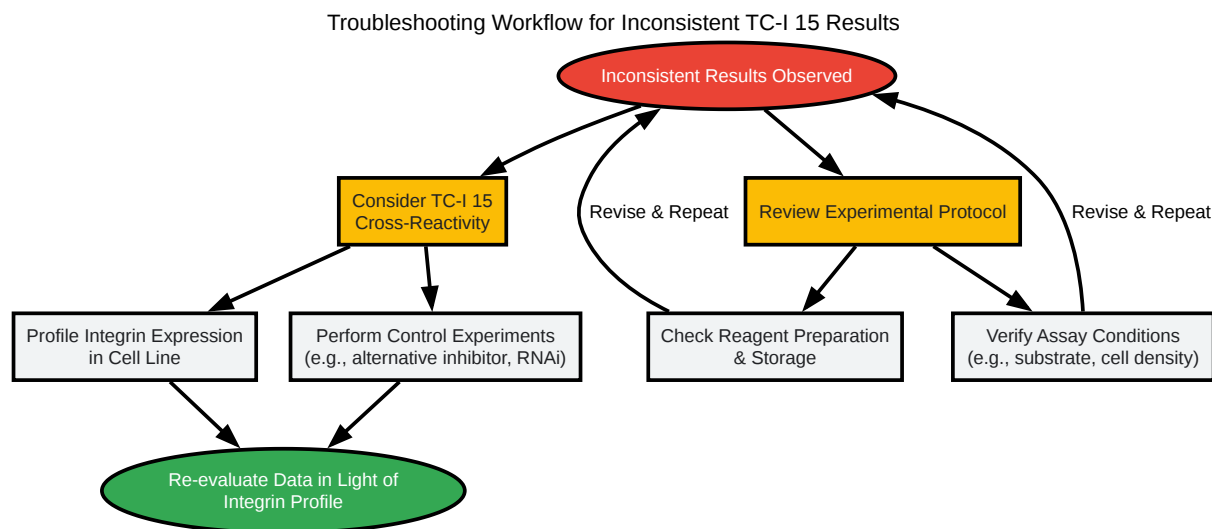 Troubleshooting Workflow for Inconsistent TC-I 15 Results
Inconsistent Results Observed
Consider TC-I 15
Cross-Reactivity
Revise & Repeat
Review Experimental Protocol
Revise & Repeat
Profile Integrin Expression
in Cell Line
Perform Control Experiments
(e.g., alternative inhibitor, RNAi)
Check Reagent Preparation
& Storage
Verify Assay Conditions
(e.g., substrate, cell density)
Re-evaluate Data in Light of
Integrin Profile